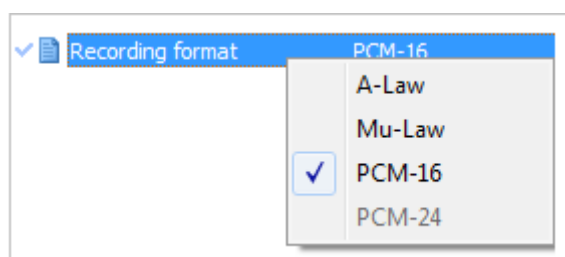 Recording format PCM-16
A-Law
Mu-Law
PCM-16
PCM-24